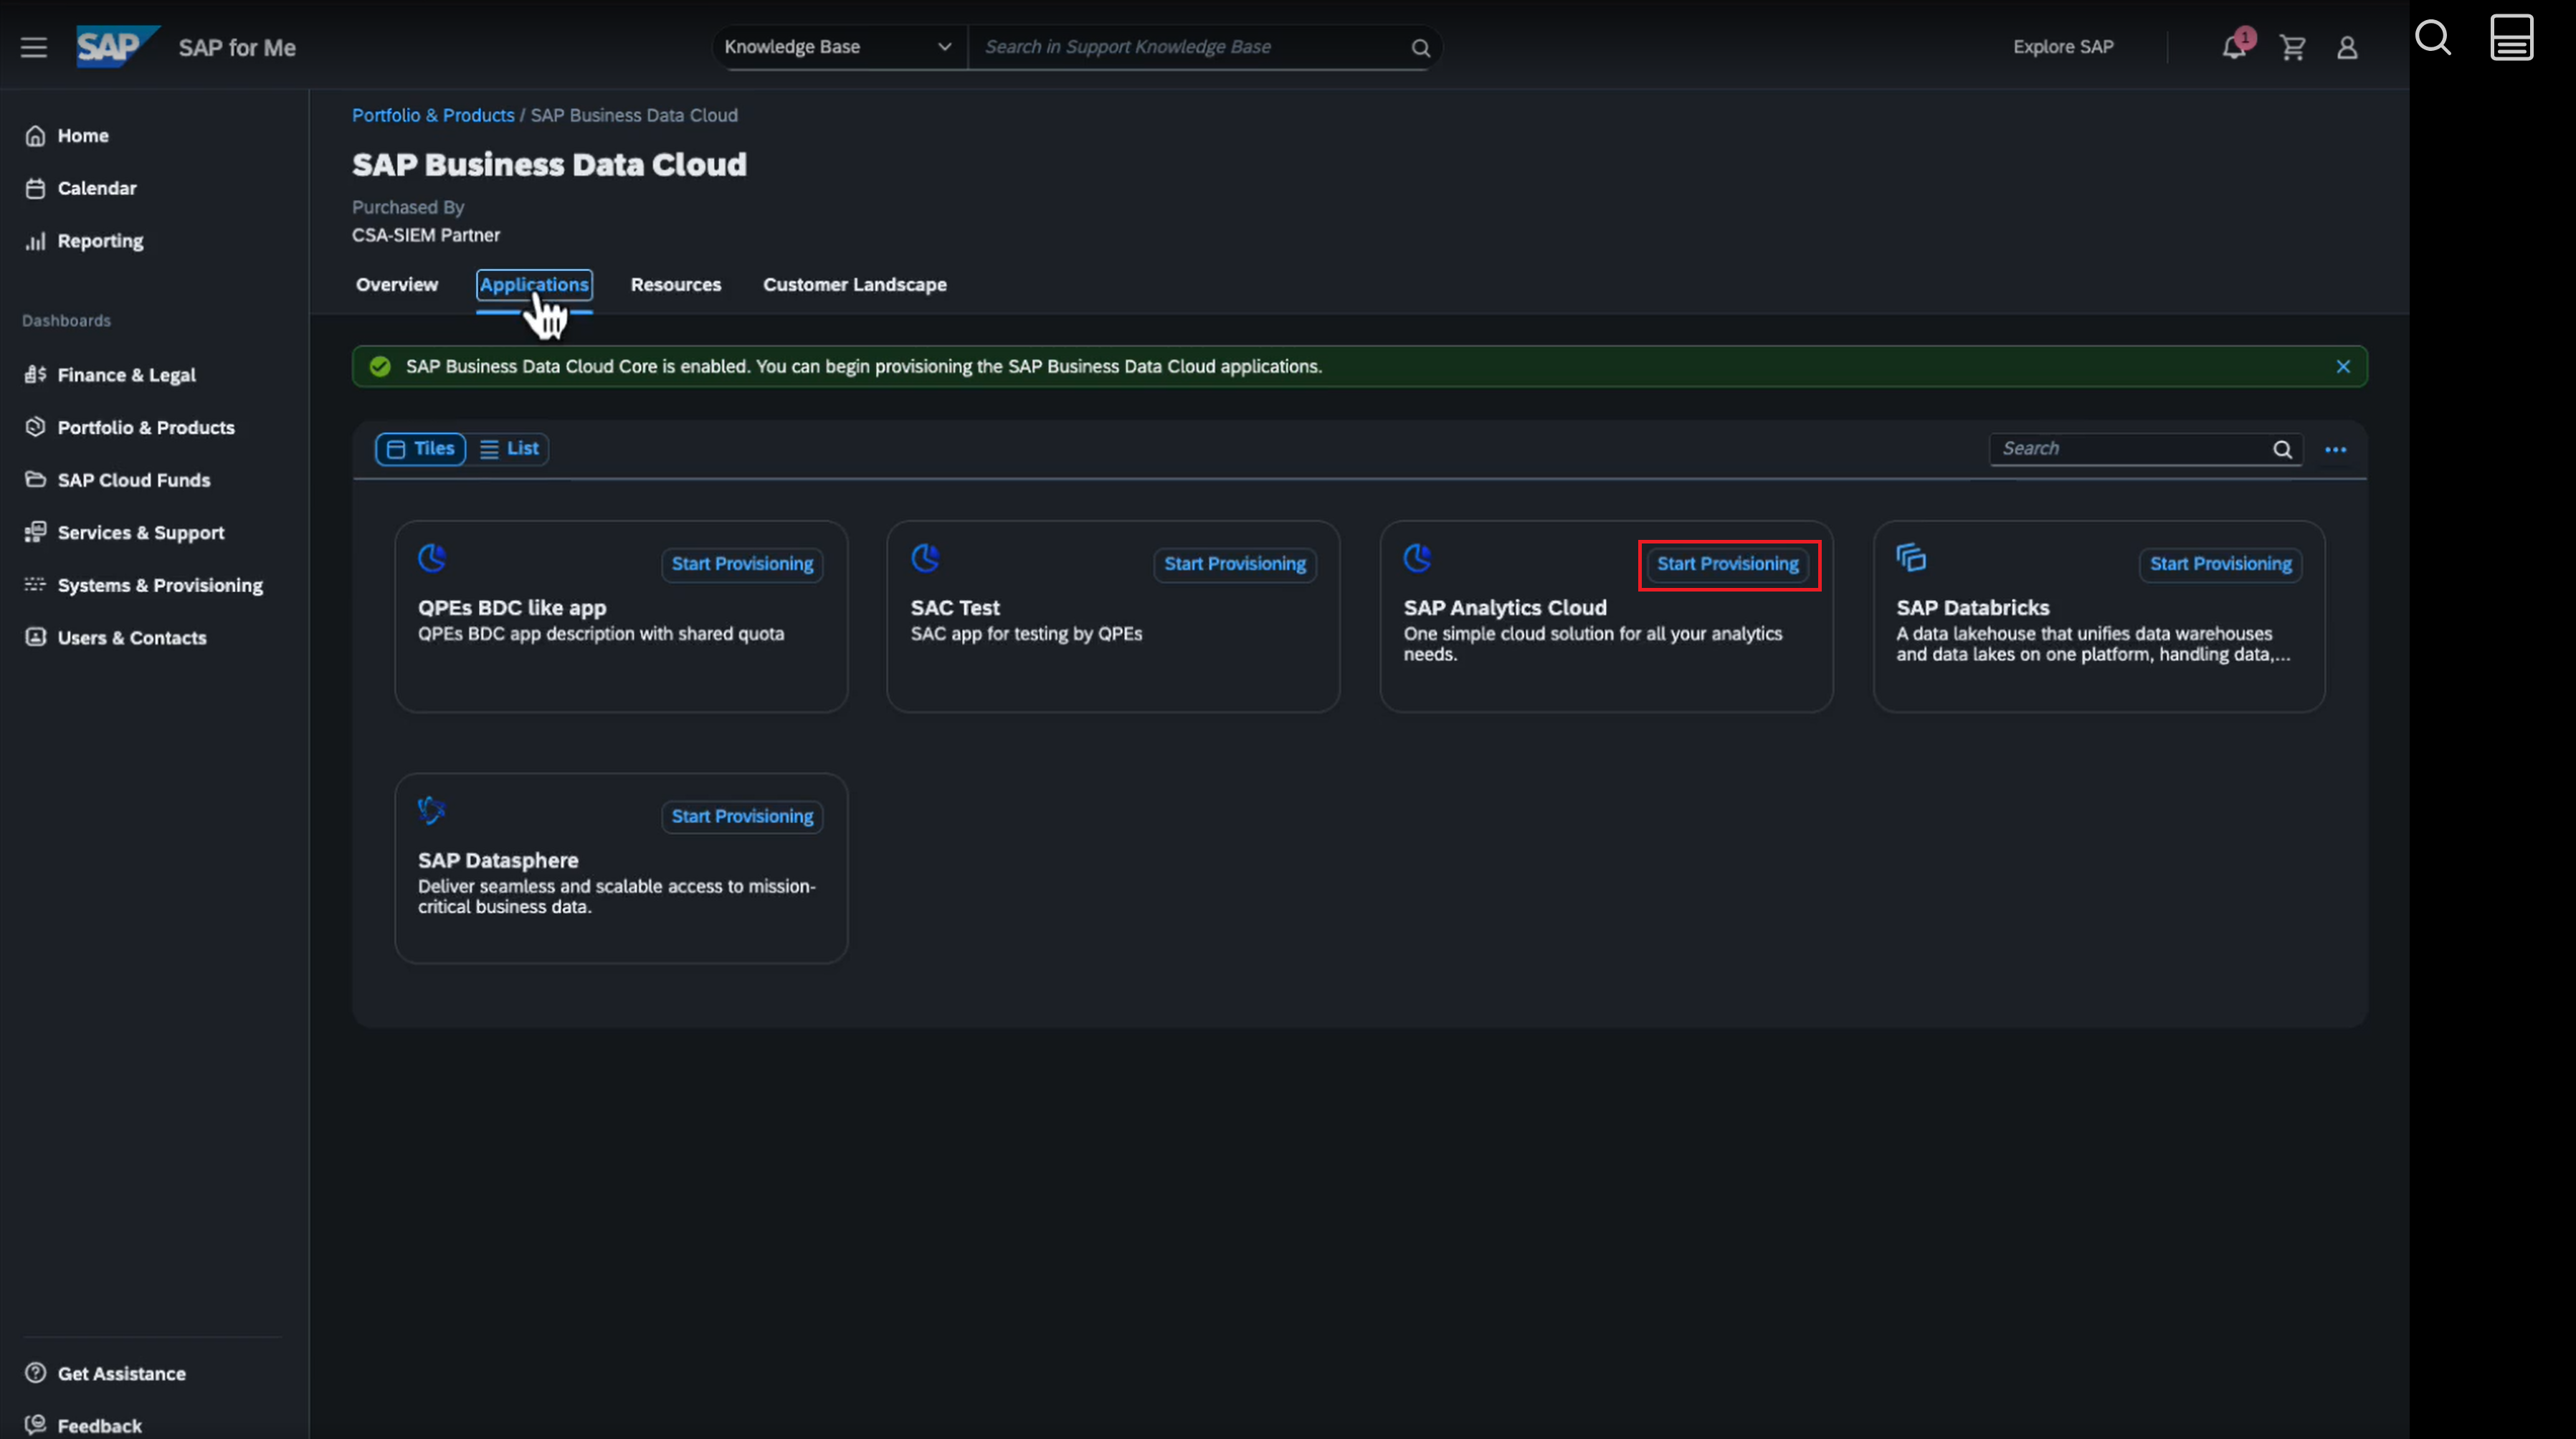 SAP
SAP for Me
Knowledge Base
Search in Support Knowledge Base
Explore SAP
1
Home
Calendar
Reporting
Dashboards
Finance & Legal
Portfolio & Products
SAP Cloud Funds
Services & Support
Systems & Provisioning
Users & Contacts
Get Assistance
Feedback
Portfolio & Products / SAP Business Data Cloud
SAP Business Data Cloud
Purchased By
CSA-SIEM Partner
Overview
Applications
Resources
Customer Landscape
SAP Business Data Cloud Core is enabled. You can begin provisioning the SAP Business Data Cloud applications.
Tiles
List
Search
Start Provisioning
QPEs BDC like app
QPEs BDC app description with shared quota
Start Provisioning
SAC Test
SAC app for testing by QPEs
Start Provisioning
SAP Analytics Cloud
One simple cloud solution for all your analytics
needs.
Start Provisioning
SAP Databricks
A data lakehouse that unifies data warehouses
and data lakes on one platform, handling data,...
Start Provisioning
SAP Datasphere
Deliver seamless and scalable access to mission-
critical business data.